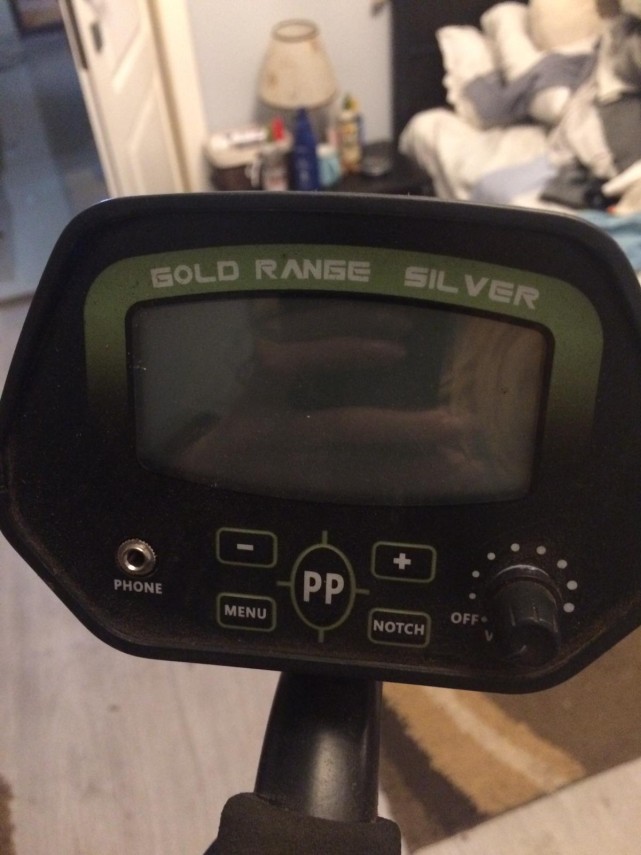 GOLD RANGE SILVER
- +
PP
PHONE
MENU
NOTCH
OFF